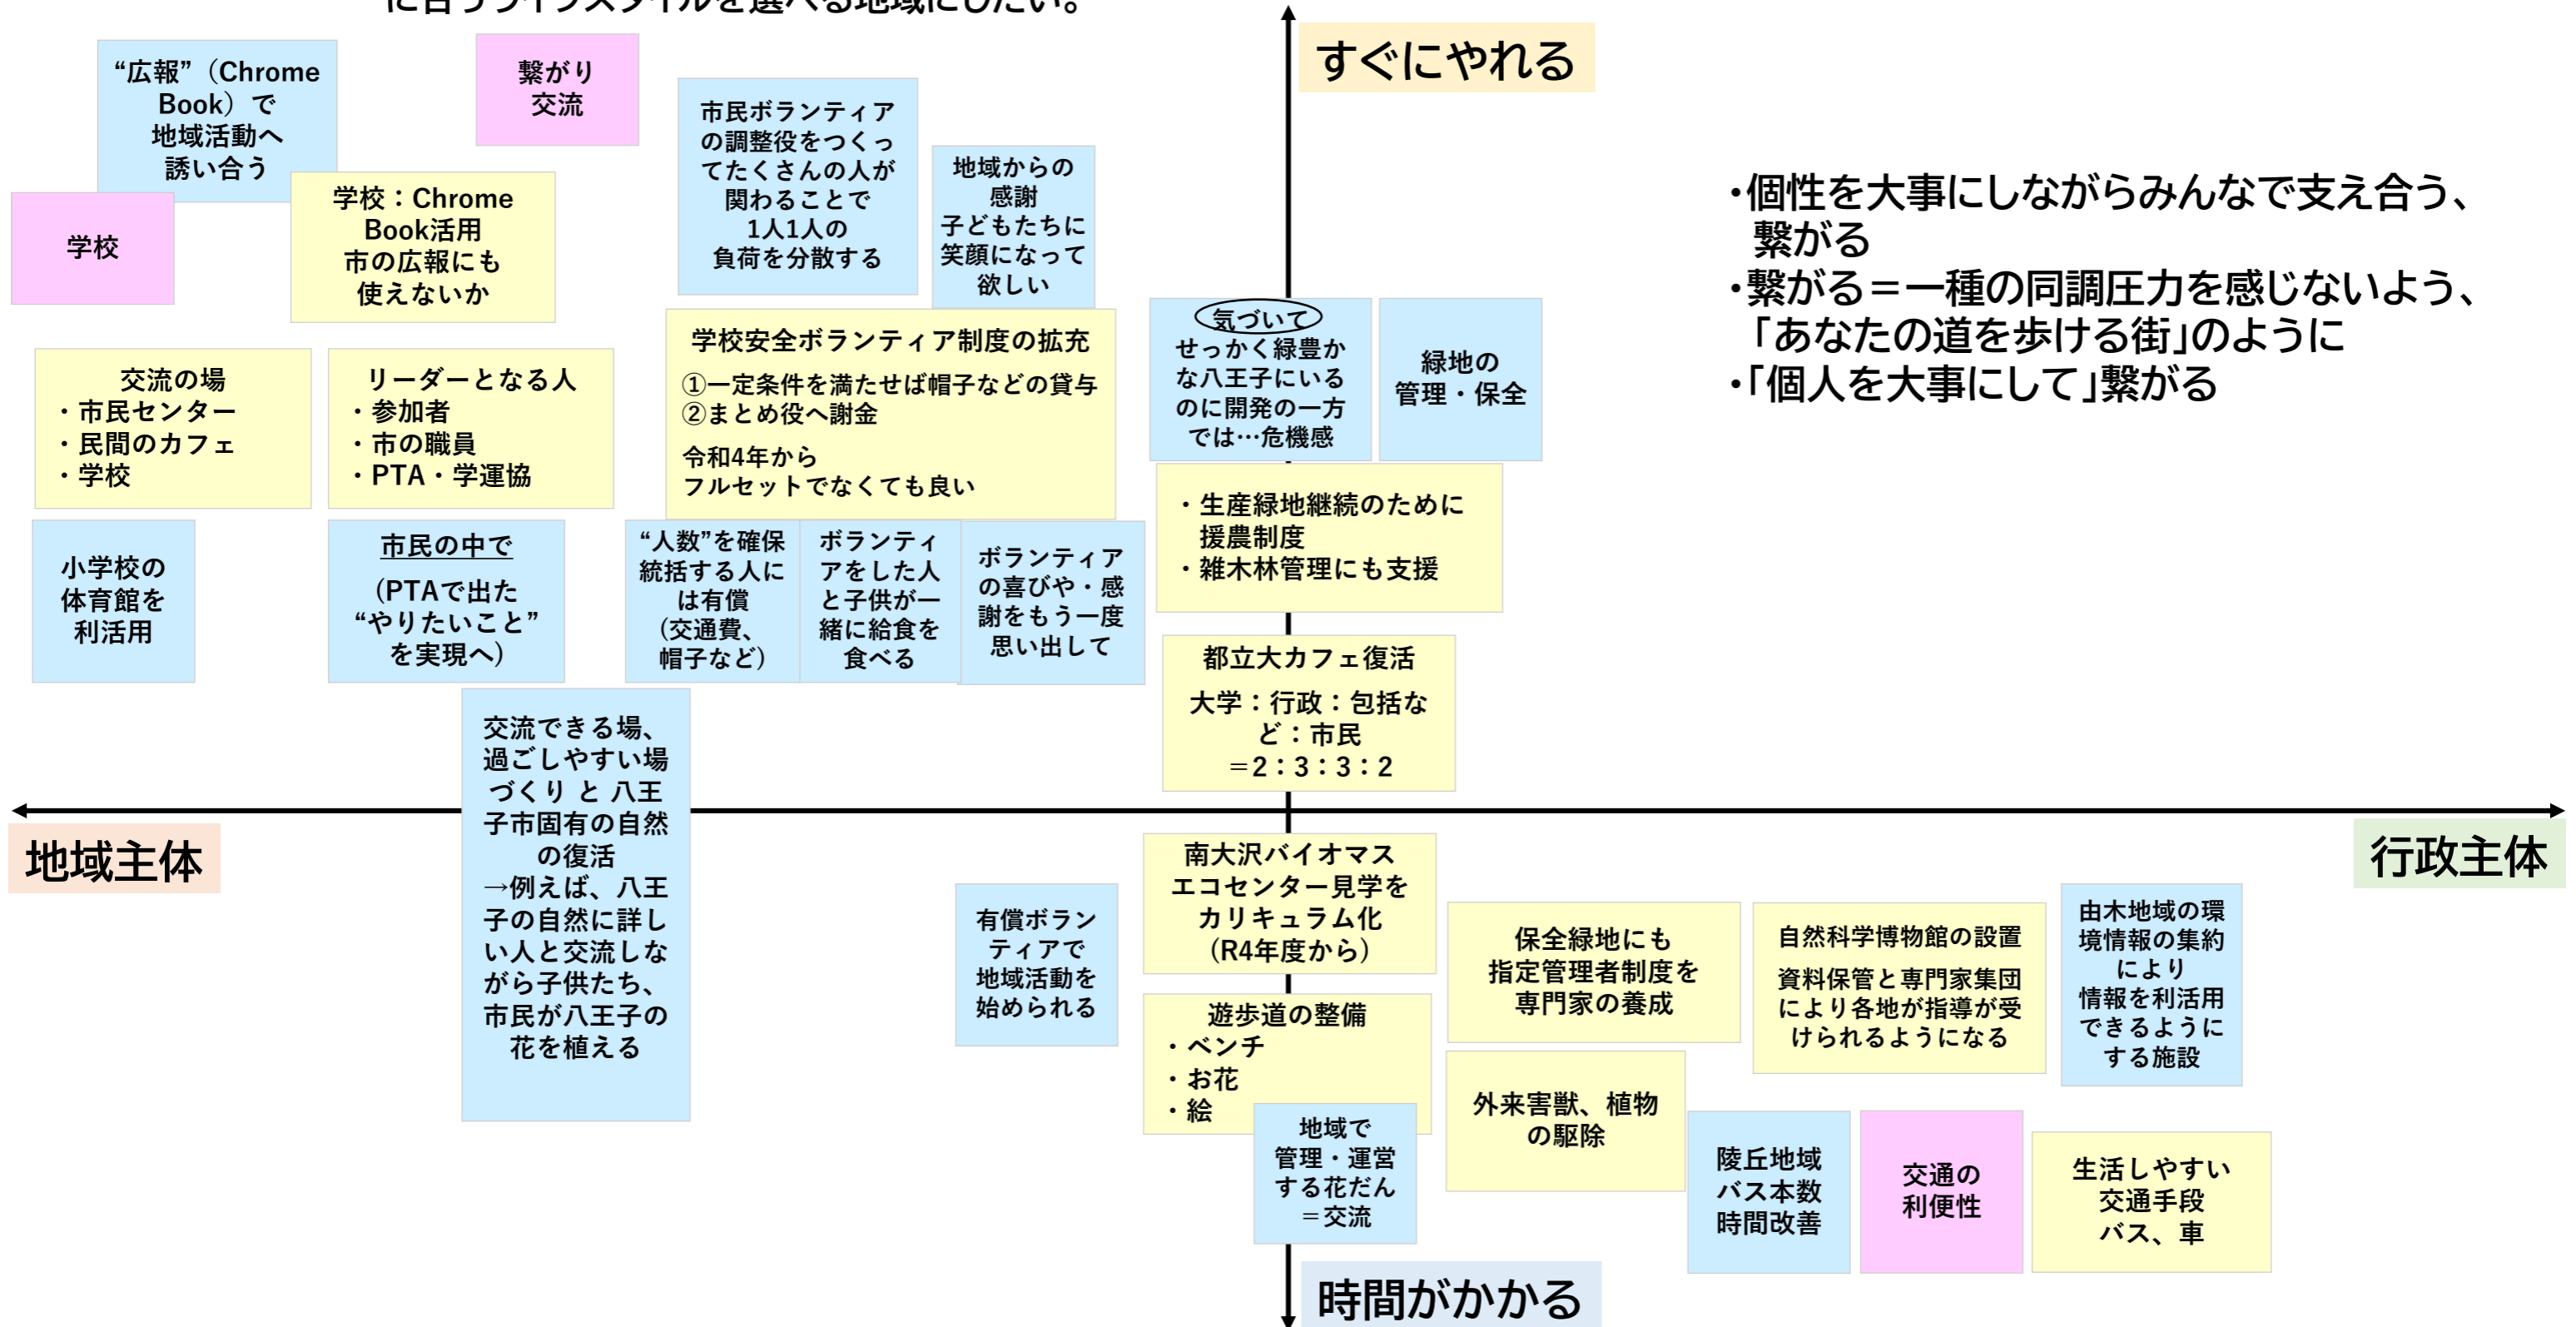 に合うライフスタイルを選べる地域にしたい。
すぐにやれる
“広報”（Chrome
Book）で
地域活動へ
誘い合う
繋がり
交流
学校
学校：Chrome
Book活用
市の広報にも
使えないか
市民ボランティア
の調整役をつくっ
てたくさんの人が
関わることで
1人1人の
負荷を分散する
地域からの
感謝
子どもたちに
笑顔になって
欲しい
・個性を大事にしながらみんなで支え合う、
繋がる
・繋がる＝一種の同調圧力を感じないよう、
「あなたの道を歩ける街」のように
・「個人を大事にして」繋がる
交流の場
・市民センター
・民間のカフェ
・学校
リーダーとなる人
・参加者
・市の職員
・PTA・学運協
学校安全ボランティア制度の拡充
①一定条件を満たせば帽子などの貸与
②まとめ役へ謝金
令和4年から
フルセットでなくても良い
気づいて
せっかく緑豊か
な八王子にいる
のに開発の一方
では…危機感
緑地の
管理・保全
小学校の
体育館を
利活用
市民の中で
（PTAで出た
“やりたいこと”
を実現へ）
“人数”を確保
統括する人に
は有償
（交通費、
帽子など）
ボランティ
アをした人
と子供が一
緒に給食を
食べる
ボランティア
の喜びや・感
謝をもう一度
思い出して
・生産緑地継続のために
援農制度
・雑木林管理にも支援
都立大カフェ復活
大学：行政：包括な
ど：市民
＝2：3：3：2
交流できる場、
過ごしやすい場
づくり と 八王
子市固有の自然
の復活
→例えば、八王
子の自然に詳し
い人と交流しな
がら子供たち、
市民が八王子の
花を植える
地域主体
行政主体
有償ボラン
ティアで
地域活動を
始められる
南大沢バイオマス
エコセンター見学を
カリキュラム化
（R4年度から）
遊歩道の整備
・ベンチ
・お花
・絵
地域で
管理・運営
する花だん
＝交流
保全緑地にも
指定管理者制度を
専門家の養成
自然科学博物館の設置
資料保管と専門家集団
により各地が指導が受
けられるようになる
由木地域の環
境情報の集約
により
情報を利活用
できるように
する施設
外来害獣、植物
の駆除
陵丘地域
バス本数
時間改善
交通の
利便性
生活しやすい
交通手段
バス、車
時間がかかる